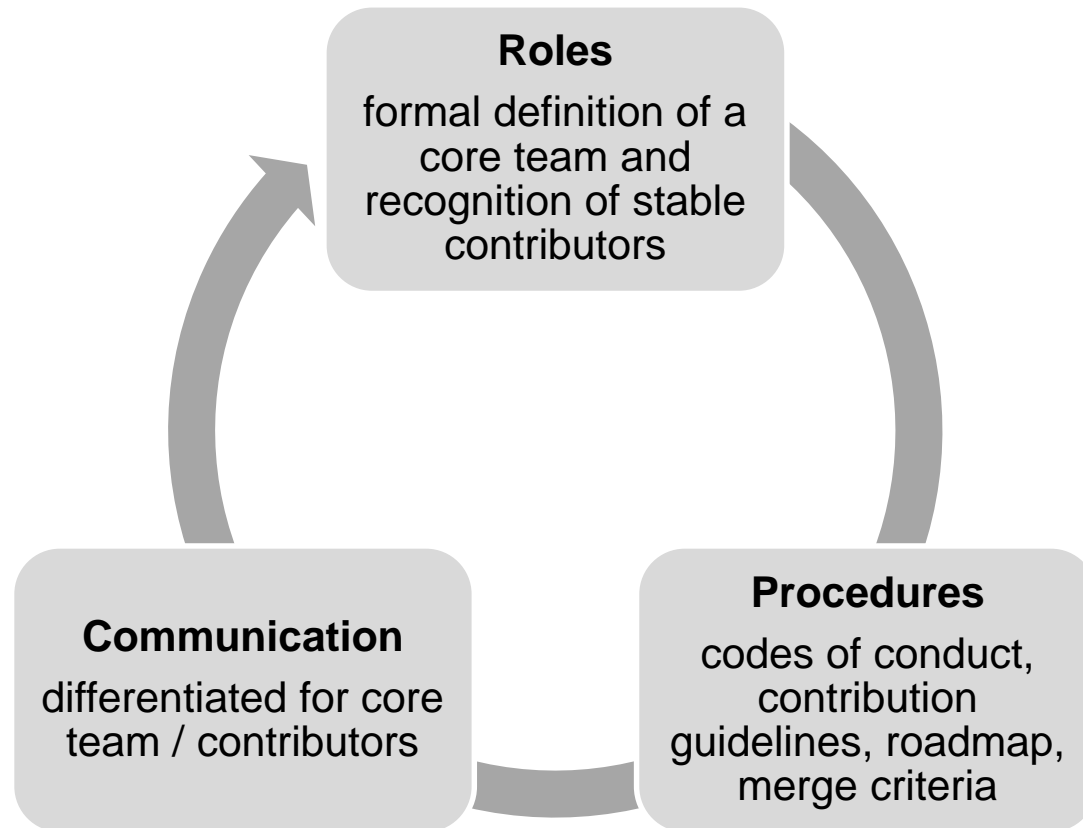 Roles
formal definition of a
core team and
recognition of stable
contributors
Communication
differentiated for core
team / contributors
Procedures
codes of conduct,
contribution
guidelines, roadmap,
merge criteria